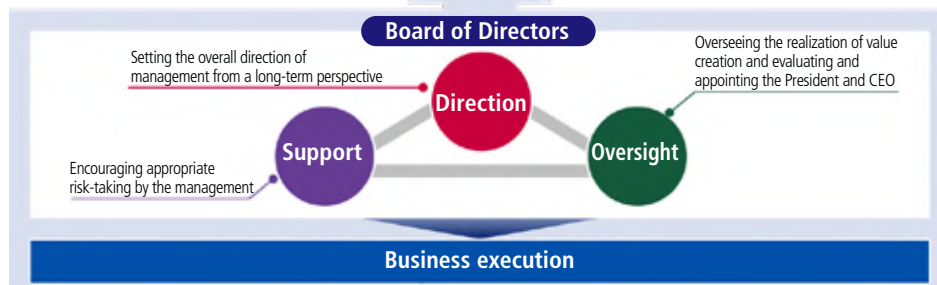 Board of Directors
Setting the overall direction of
management from a long-term perspective
Overseeing the realization of value
creation and evaluating and
appointing the President and CEO
Direction
Support
Oversight
Encouraging appropriate
risk-taking by the management
Business execution